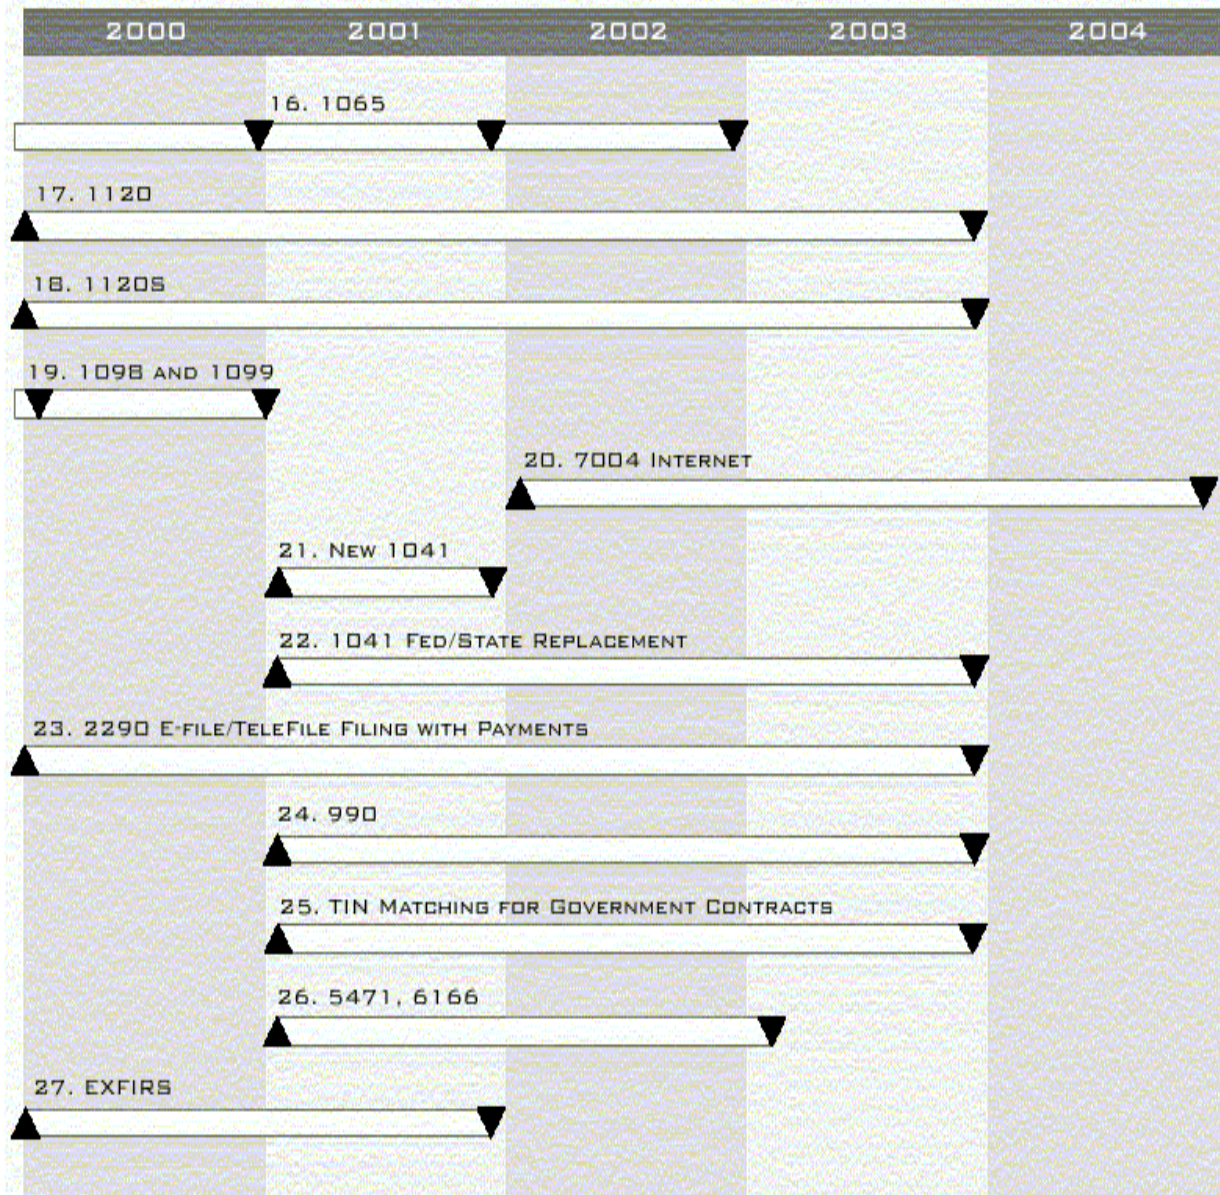 2000 2001 2002 2003 2004
16. 1065
17. 1120
18. 1120S
19. 1098 AND 1099
20. 7004 INTERNET
21. NEW 1041
22. 1041 FED/STATE REPLACEMENT
23. 2290 E-FILE/TELEFILE FILING WITH PAYMENTS
24. 990
25. TIN MATCHING FOR GOVERNMENT CONTRACTS
26. 5471, 6166
27. EXFIRS